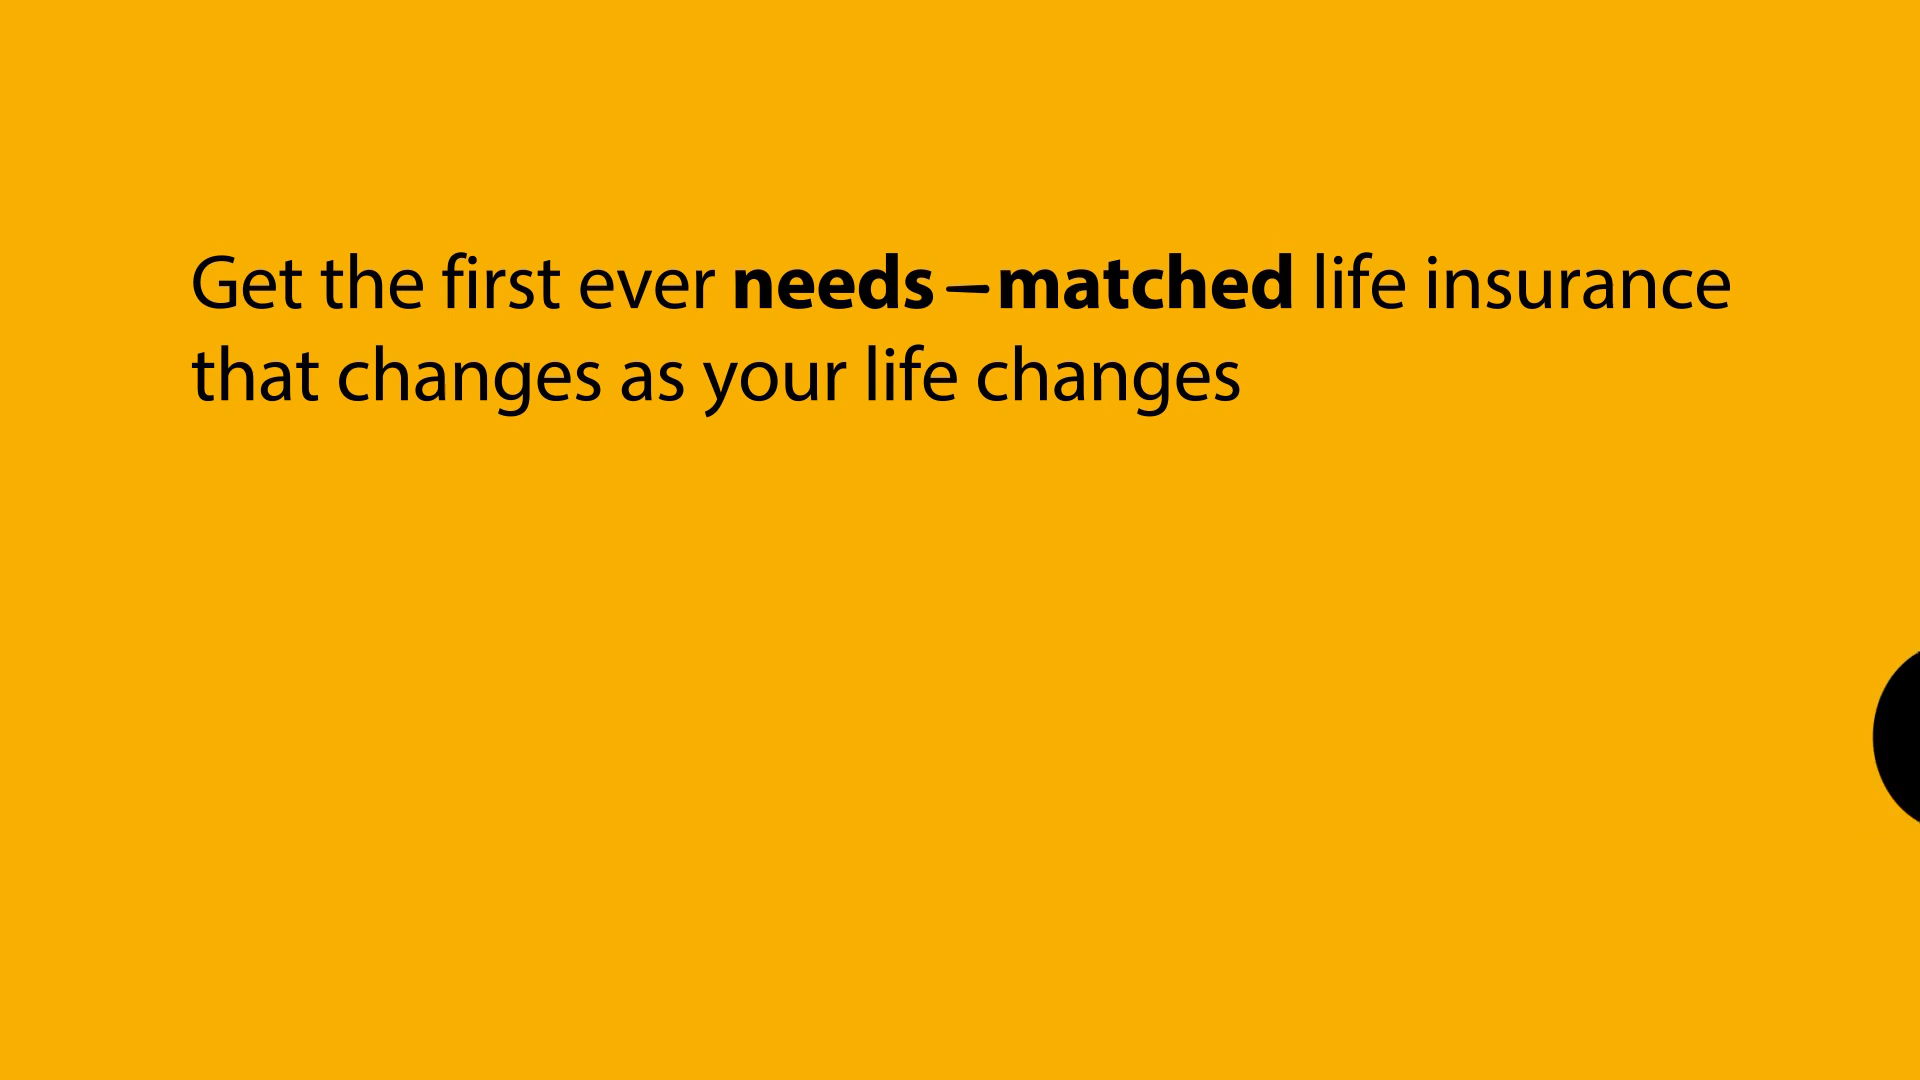 Get the first ever needs–matched life insurance
that changes as your life changes